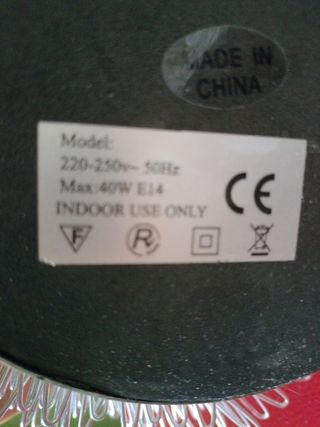 MADE IN
CHINA
Model:
220-250v~ 50Hz
Max:40W E14
INDOOR USE ONLY
CE
F
R